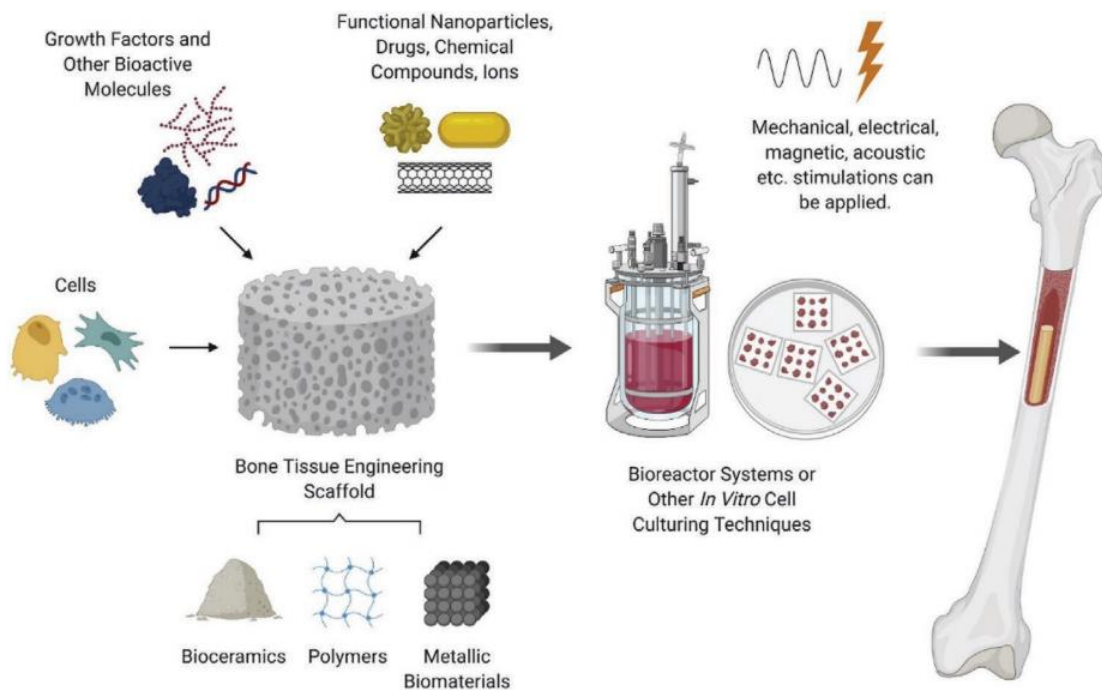 Growth Factors and
Other Bioactive
Molecules
Functional Nanoparticles,
Drugs, Chemical
Compounds, Ions
Mechanical, electrical,
magnetic, acoustic
etc. stimulations can
be applied.
Cells
Bone Tissue Engineering
Scaffold
Bioreactor Systems or
Other In Vitro Cell
Culturing Techniques
Bioceramics
Polymers
Metallic
Biomaterials